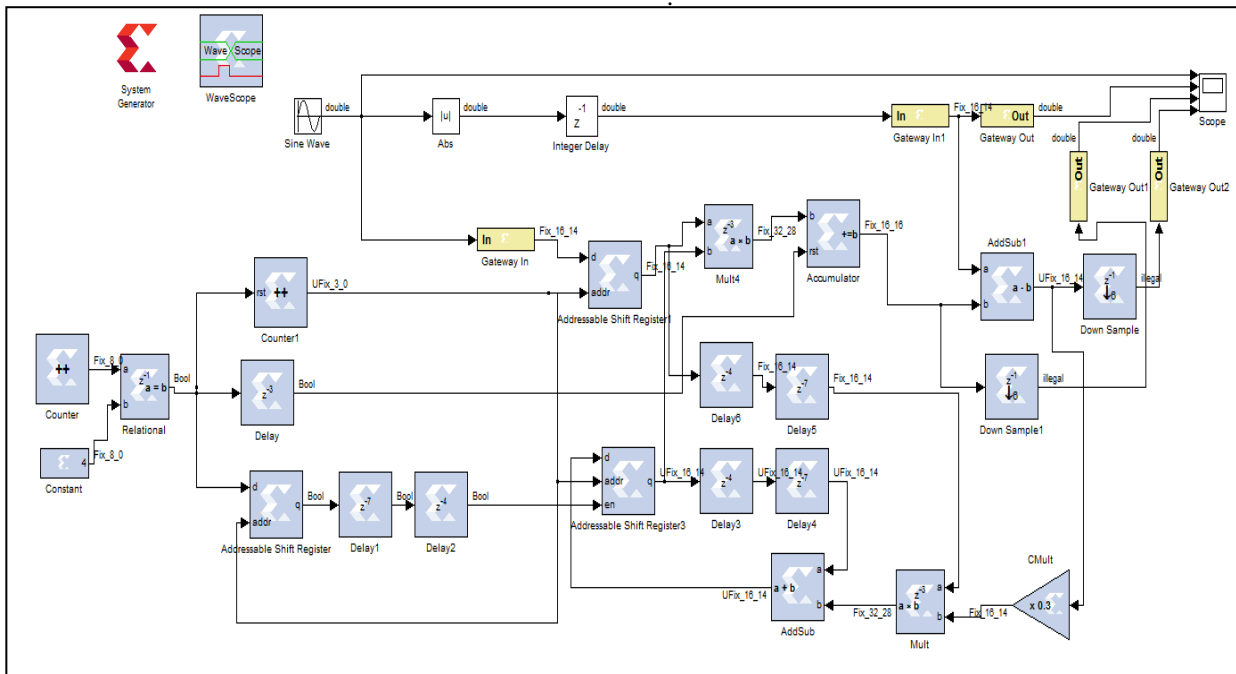 Wave Scope
System
Generator
WaveScope
Sine Wave
double
|u|
Abs
double
-1
Z
Integer Delay
double
In
Gateway In1
Fix_16_14
Out
Gateway Out
double
Scope
double
double
Out
Gateway Out1
Out
Gateway Out2
In
Gateway In
Fix_16_14
d
addr
q
Addressable Shift Register1
Fix_16_14
a
b
z-3
a × b
Mult4
Fix_32_28
b
rst
+=b
Accumulator
Fix_16_16
AddSub1
a
b
a - b
UFix_16_14
z-1
↓6
Down Sample
illegal
rst
++
Counter1
UFix_3_0
++
Counter
Fix_8_0
a
b
z-1
a = b
Relational
Bool
4
Constant
Fix_8_0
z-3
Delay
Bool
z-4
Delay6
Fix_16_14
z-7
Delay5
Fix_16_14
z-1
↓6
Down Sample1
illegal
d
addr
q
Addressable Shift Register
Bool
z-7
Delay1
Bool
z-4
Delay2
Bool
d
addr
en
q
Addressable Shift Register3
UFix_16_14
z-4
Delay3
UFix_16_14
z-7
Delay4
UFix_16_14
UFix_16_14
a
b
a + b
AddSub
Fix_32_28
z-3
a × b
a
b
Mult
Fix_16_14
CMult
x 0.3